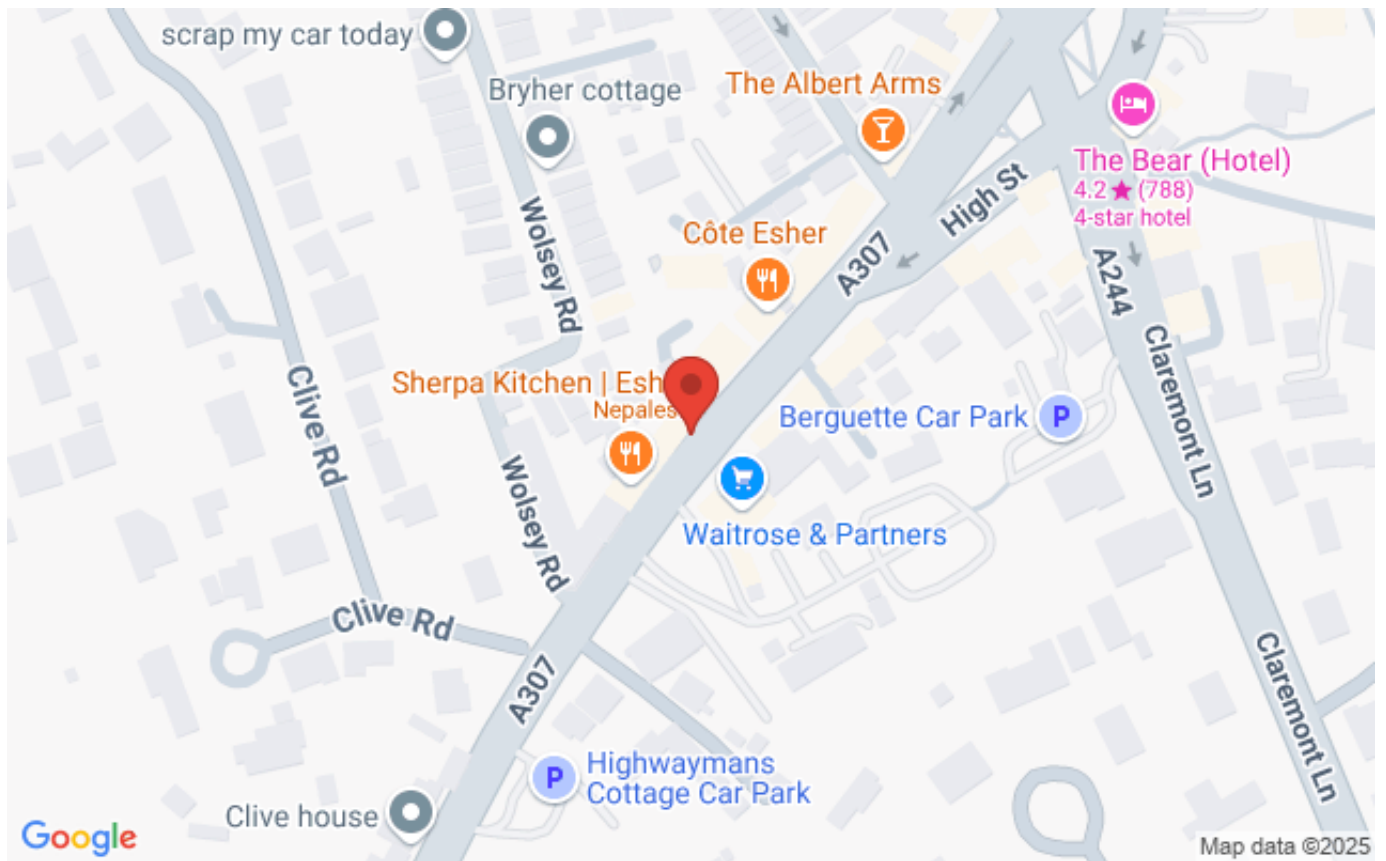 scrap my car today
Bryher cottage
The Albert Arms
The Bear (Hotel)
4.2 ★ (788)
4-star hotel
High St
Wolsey Rd
Côte Esher
A307
A244
Claremont Ln
Clive Rd
Sherpa Kitchen | Esh
Nepales
Berguette Car Park
Wolsey Rd
Waitrose & Partners
Clive Rd
A307
Claremont Ln
Highwaymans
Cottage Car Park
Clive house
Google
Map data ©2025